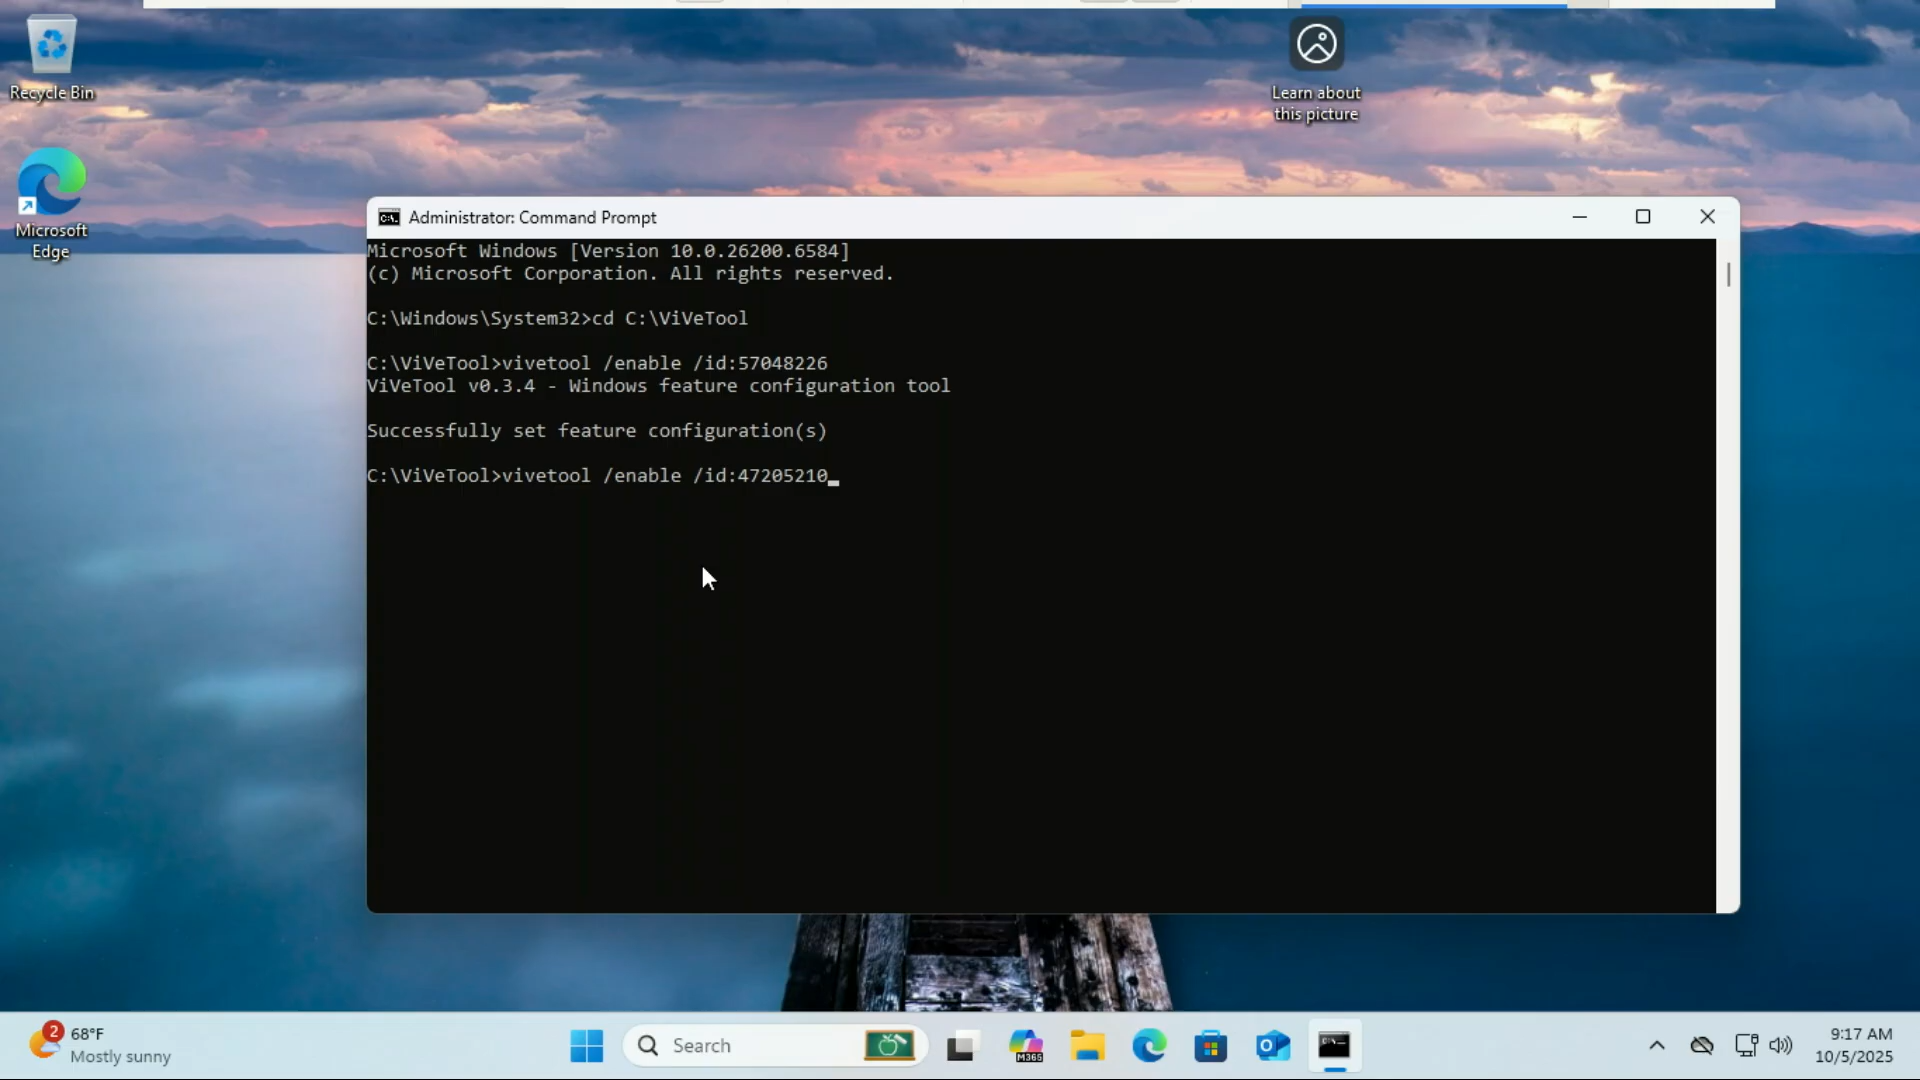 Recycle Bin
Learn about
this picture
Microsoft
Edge
Administrator: Command Prompt
Microsoft Windows [Version 10.0.26200.6584]
(c) Microsoft Corporation. All rights reserved.
C:\Windows\System32>cd C:\ViVeTool
C:\ViVeTool>vivetool /enable /id:57048226
ViVeTool v0.3.4 - Windows feature configuration tool
Successfully set feature configuration(s)
C:\ViVeTool>vivetool /enable /id:47205210
2
68°F
Mostly sunny
Search
M365
9:17 AM
10/5/2025